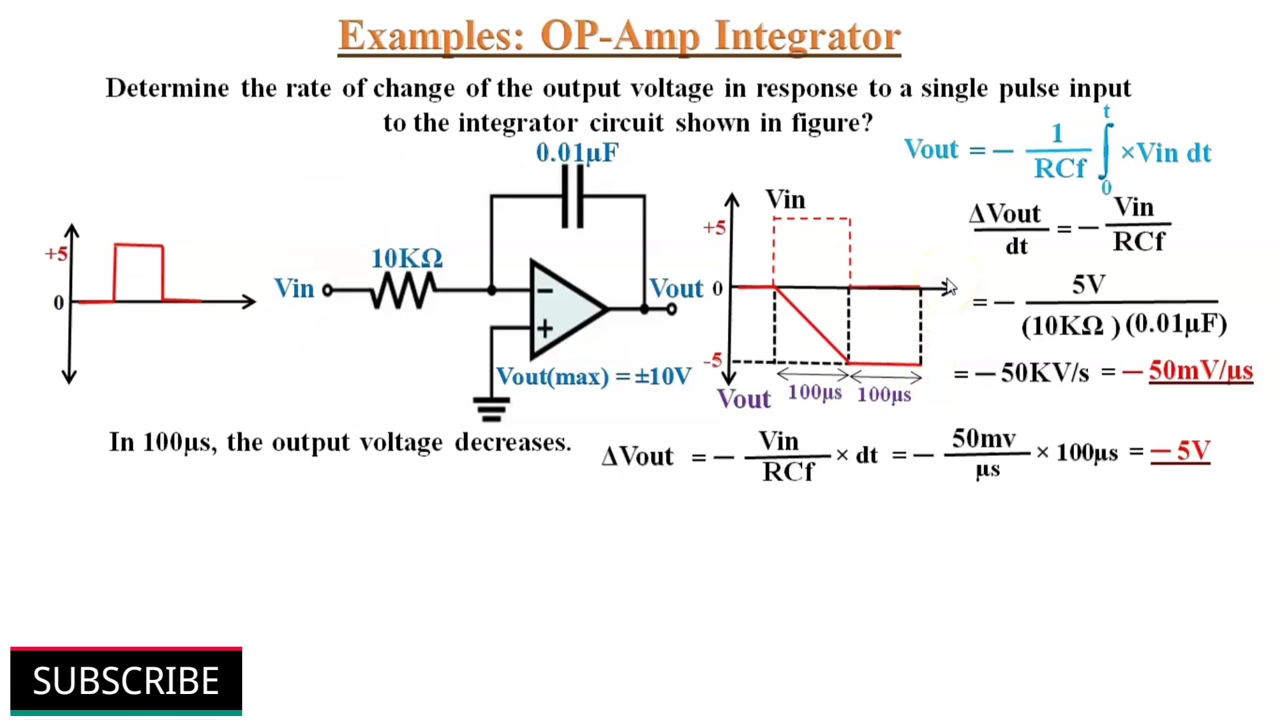 Examples: OP-Amp Integrator
Determine the rate of change of the output voltage in response to a single pulse input
to the integrator circuit shown in figure?
Vout = − 1/RCf ∫ 0 t ×Vin dt
0.01µF
10KΩ
Vin
Vout
− +
Vout(max) = ±10V
+5
0
Vin
+5
0
-5
Vout
100µs 100µs
ΔVout/dt = − Vin/RCf
= − 5V/(10KΩ ) (0.01µF)
= − 50KV/s = − 50mV/µs
In 100µs, the output voltage decreases.
ΔVout = − Vin/RCf × dt = − 50mv/µs × 100µs = − 5V
SUBSCRIBE